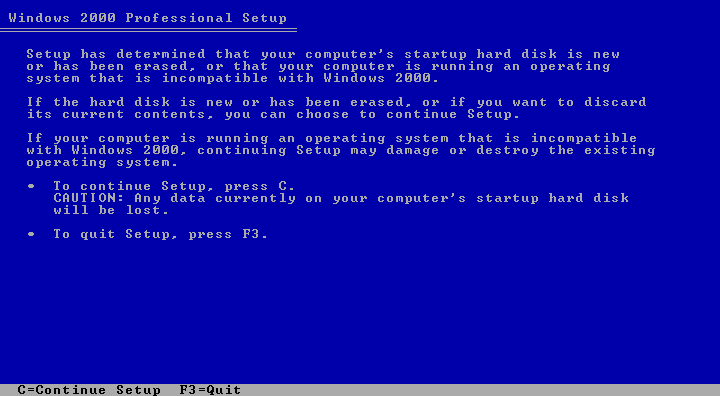 Windows 2000 Professional Setup
Setup has determined that your computer's startup hard disk is new
or has been erased, or that your computer is running an operating
system that is incompatible with Windows 2000.
If the hard disk is new or has been erased, or if you want to discard
its current contents, you can choose to continue Setup.
If your computer is running an operating system that is incompatible
with Windows 2000, continuing Setup may damage or destroy the existing
operating system.
• To continue Setup, press C.
CAUTION: Any data currently on your computer's startup hard disk
will be lost.
• To quit Setup, press F3.
C=Continue Setup F3=Quit